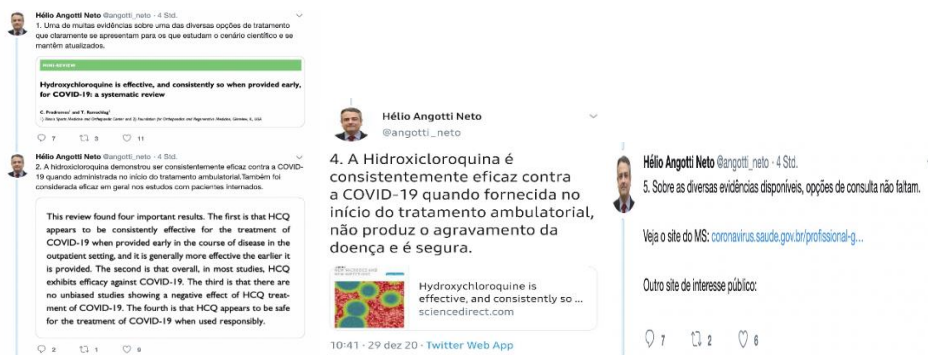 Hélio Angotti Neto @angotti_neto · 4 Std.
1. Uma de muitas evidências sobre uma das diversas opções de tratamento
que claramente se apresentam para os que estudam o cenário científico e se
mantêm atualizados.
Hydroxychloroquine is effective, and consistently so when provided early,
for COVID-19: a systematic review
7 3 11
Hélio Angotti Neto @angotti_neto · 4 Std.
2. A hidroxicloroquina demonstrou ser consistentemente eficaz contra a COVID-
19 quando administrada no início do tratamento ambulatorial.Também foi
considerada eficaz em geral nos estudos com pacientes internados.
This review found four important results. The first is that HCQ
appears to be consistently effective for the treatment of
COVID-19 when provided early in the course of disease in the
outpatient setting, and it is generally more effective the earlier it
is provided. The second is that overall, in most studies, HCQ
exhibits efficacy against COVID-19. The third is that there are
no unbiased studies showing a negative effect of HCQ treat-
ment of COVID-19. The fourth is that HCQ appears to be safe
for the treatment of COVID-19 when used responsibly.
2 1 8
Hélio Angotti Neto
@angotti_neto
4. A Hidroxicloroquina é
consistentemente eficaz contra
a COVID-19 quando fornecida no
início do tratamento ambulatorial,
não produz o agravamento da
doença e é segura.
Hydroxychloroquine is
effective, and consistently so ...
sciencedirect.com
10:41 · 29 dez 20 · Twitter Web App
Hélio Angotti Neto @angotti_neto · 4 Std.
5. Sobre as diversas evidências disponíveis, opções de consulta não faltam.
Veja o site do MS: coronavirus.saude.gov.br/profissional-g...
Outro site de interesse público:
7 2 6